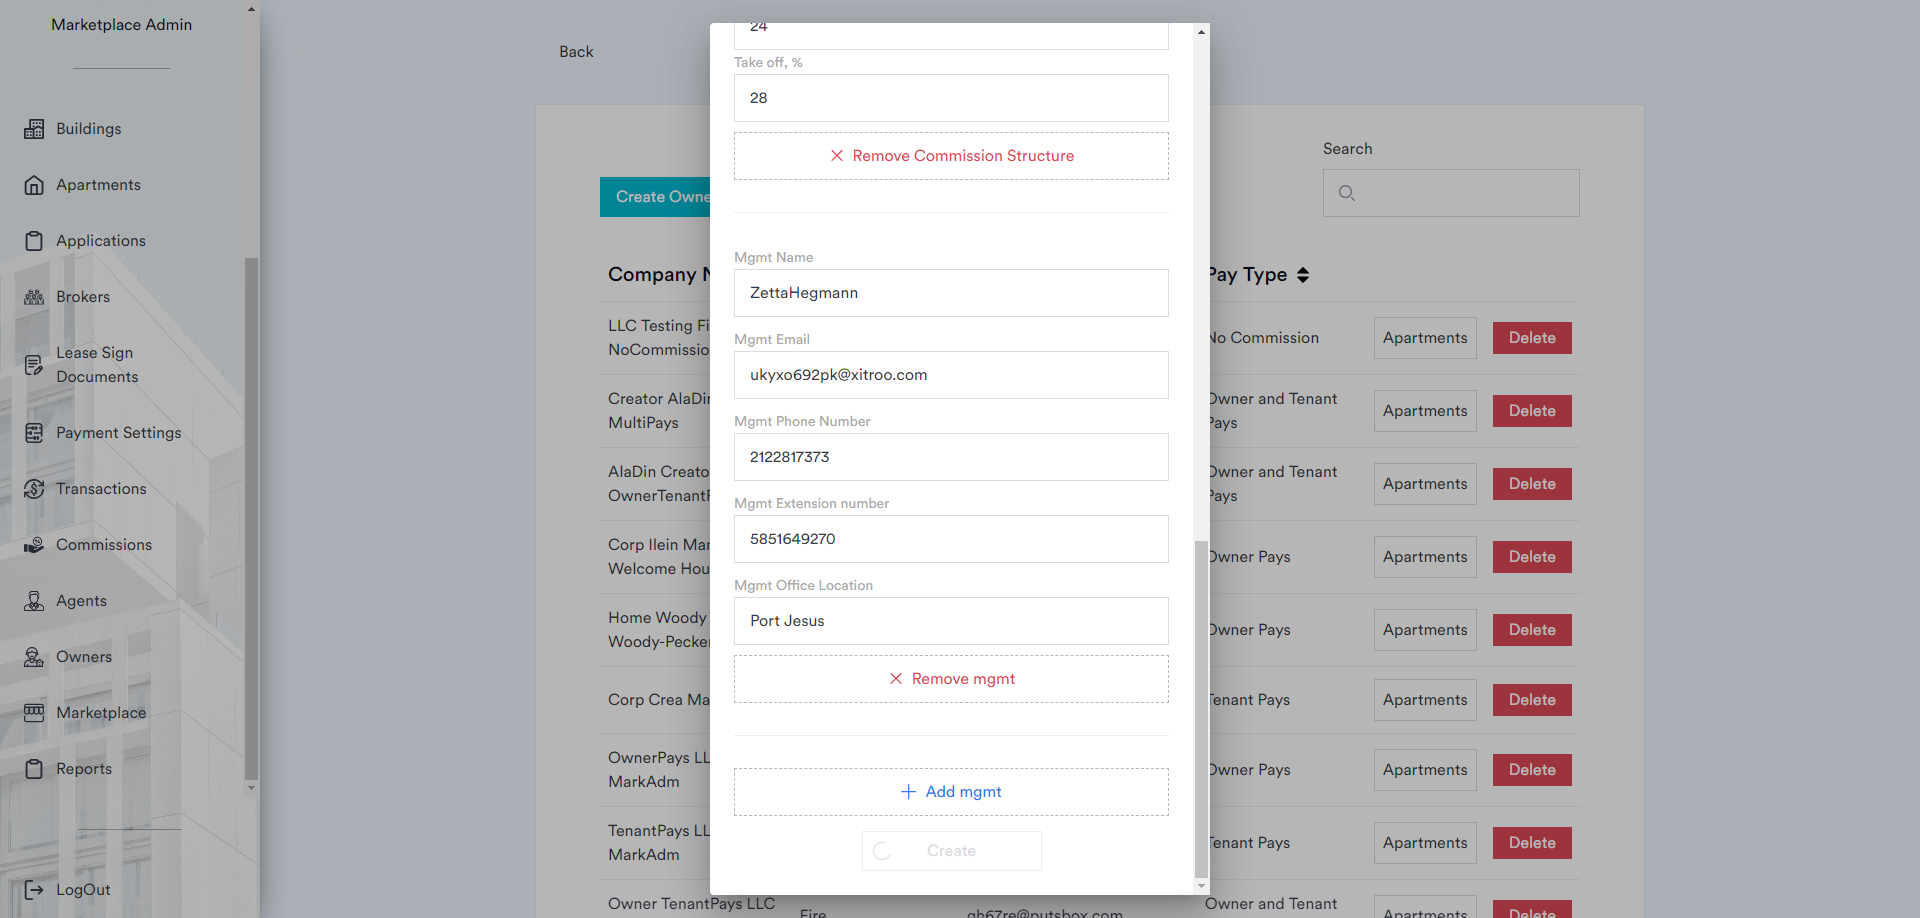 Marketplace Admin
Buildings
Apartments
Applications
Brokers
Lease Sign
Documents
Payment Settings
Transactions
Commissions
Agents
Owners
Marketplace
Reports
LogOut
Back
Create Owne
Search
Company N
Pay Type
LLC Testing Fi
NoCommissio
No Commission
Apartments
Delete
Creator AlaDin
MultiPays
Owner and Tenant
Pays
Apartments
Delete
AlaDin Creato
OwnerTenantP
Owner and Tenant
Pays
Apartments
Delete
Corp Ilein Mar
Welcome Hou
Owner Pays
Apartments
Delete
Home Woody
Woody-Pecker
Owner Pays
Apartments
Delete
Corp Crea Ma
Tenant Pays
Apartments
Delete
OwnerPays LL
MarkAdm
Owner Pays
Apartments
Delete
TenantPays LL
MarkAdm
Tenant Pays
Apartments
Delete
Owner TenantPays LLC
Fire
gh67re@putsbox.com
Owner and Tenant
Apartments
Delete
24
Take off, %
28
Remove Commission Structure
Mgmt Name
ZettaHegmann
Mgmt Email
ukyxo692pk@xitroo.com
Mgmt Phone Number
2122817373
Mgmt Extension number
5851649270
Mgmt Office Location
Port Jesus
Remove mgmt
Add mgmt
Create